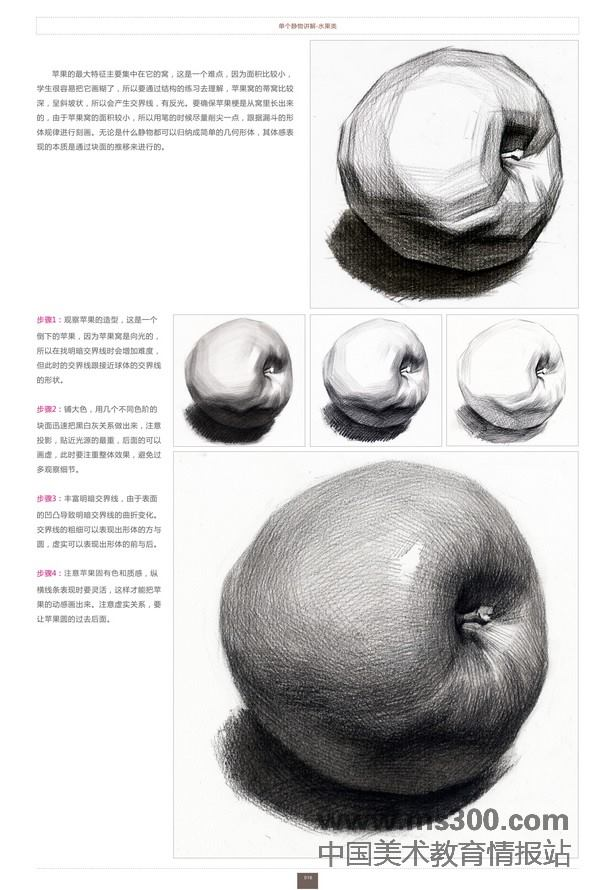 单个静物讲解-水果类
苹果的最大特征主要集中在它的窝，这是一个难点，因为面积比较小，
学生很容易把它画糊了，所以要通过结构的练习去理解，苹果窝的蒂窝比较
深，呈斜坡状，所以会产生交界线，有反光。要确保苹果梗是从窝里长出来
的，由于苹果窝的面积较小，所以用笔的时候尽量削尖一点，跟据漏斗的形
体规律进行刻画。无论是什么静物都可以归纳成简单的几何形体，其体感表
现的本质是通过块面的推移来进行的。
步骤1：观察苹果的造型，这是一个
倒下的苹果，因为苹果窝是向光的，
所以在找明暗交界线时会增加难度，
但此时的交界线跟接近球体的交界线
的形状。
步骤2：铺大色，用几个不同色阶的
块面迅速把黑白灰关系做出来，注意
投影，贴近光源的最重，后面的可以
画虚，此时要注重整体效果，避免过
多观察细节。
步骤3：丰富明暗交界线，由于表面
的凹凸导致明暗交界线的曲折变化。
交界线的粗细可以表现出形体的方与
圆，虚实可以表现出形体的前与后。
步骤4：注意苹果固有色和质感，纵
横线条表现时要灵活，这样才能把苹
果的动感画出来。注意虚实关系，要
让苹果圆的过去后面。
www.ms300.com
中国美术教育情报站